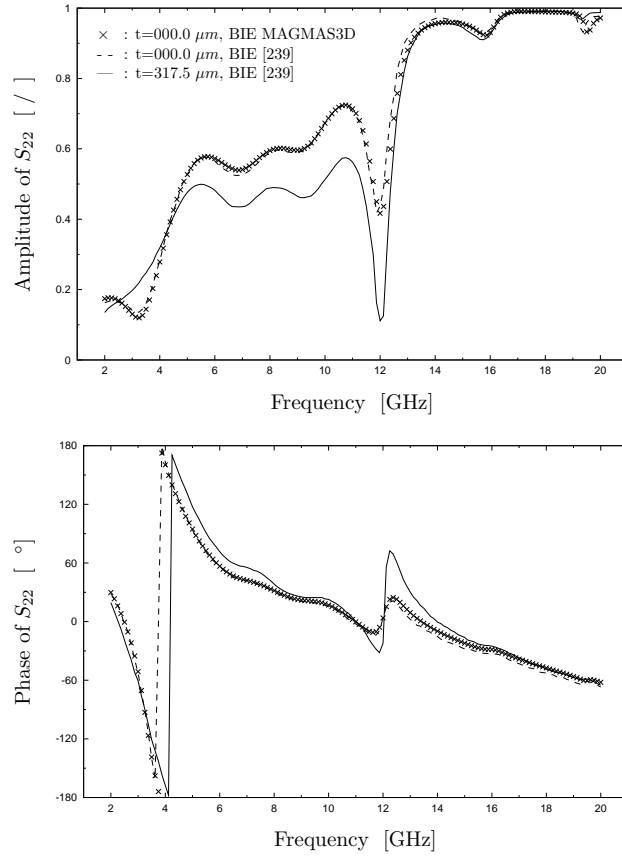 × : t=000.0 μm, BIE MAGMAS3D
- - : t=000.0 μm, BIE [239]
— : t=317.5 μm, BIE [239]
Amplitude of S22 [ / ]
1
0.8
0.6
0.4
0.2
0
2 4 6 8 10 12 14 16 18 20
Frequency [GHz]
Phase of S22 [ ° ]
180
120
60
0
-60
-120
-180
2 4 6 8 10 12 14 16 18 20
Frequency [GHz]